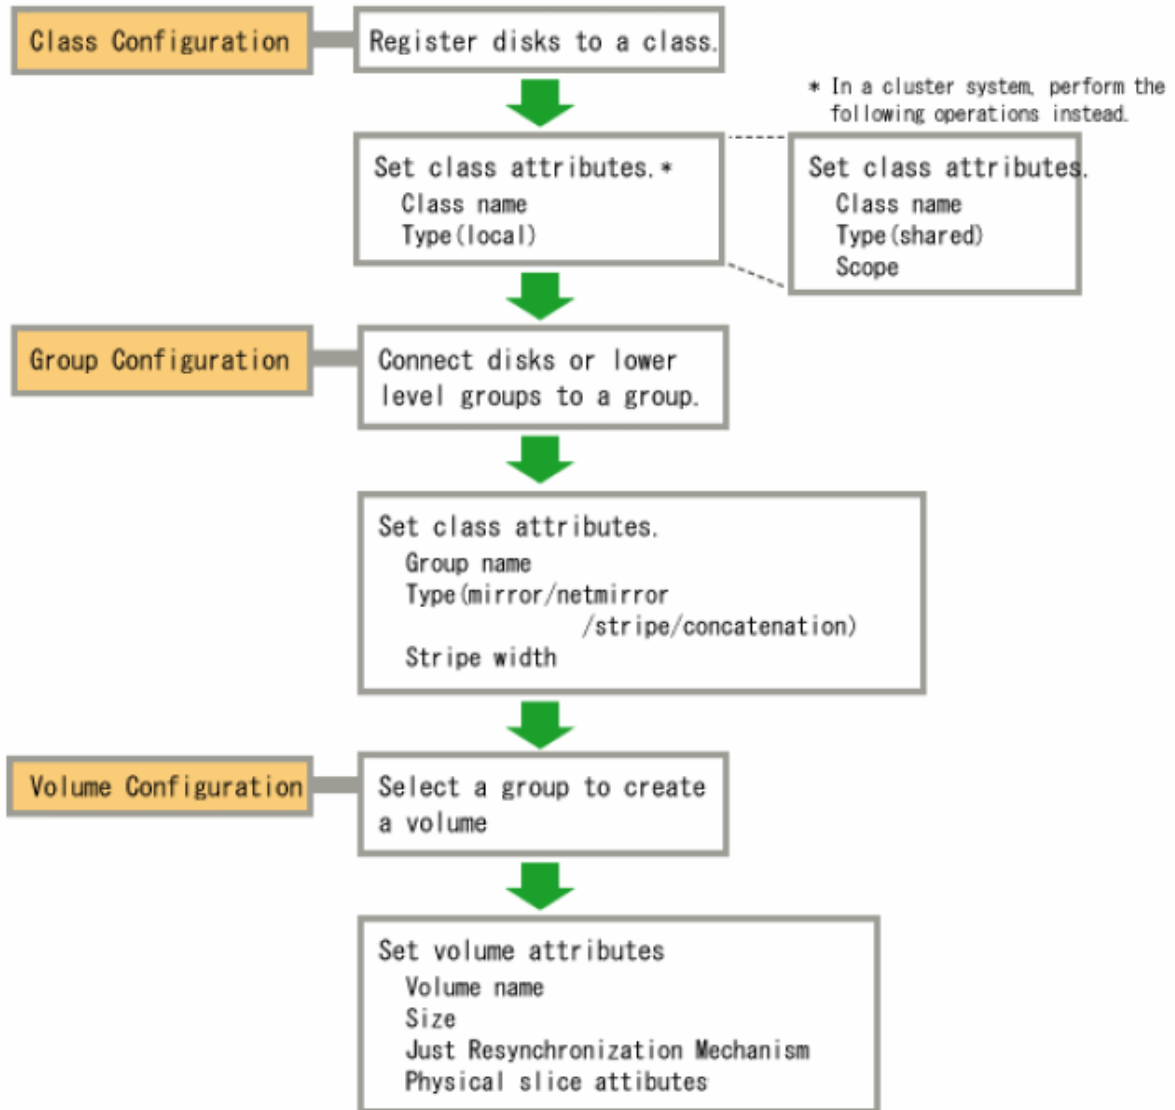 Class Configuration
Register disks to a class.
* In a cluster system, perform the
following operations instead.
Set class attributes.*
Class name
Type(local)
Set class attributes.
Class name
Type(shared)
Scope
Group Configuration
Connect disks or lower
level groups to a group.
Set class attributes.
Group name
Type(mirror/netmirror
/stripe/concatenation)
Stripe width
Volume Configuration
Select a group to create
a volume
Set volume attributes
Volume name
Size
Just Resynchronization Mechanism
Physical slice attibutes